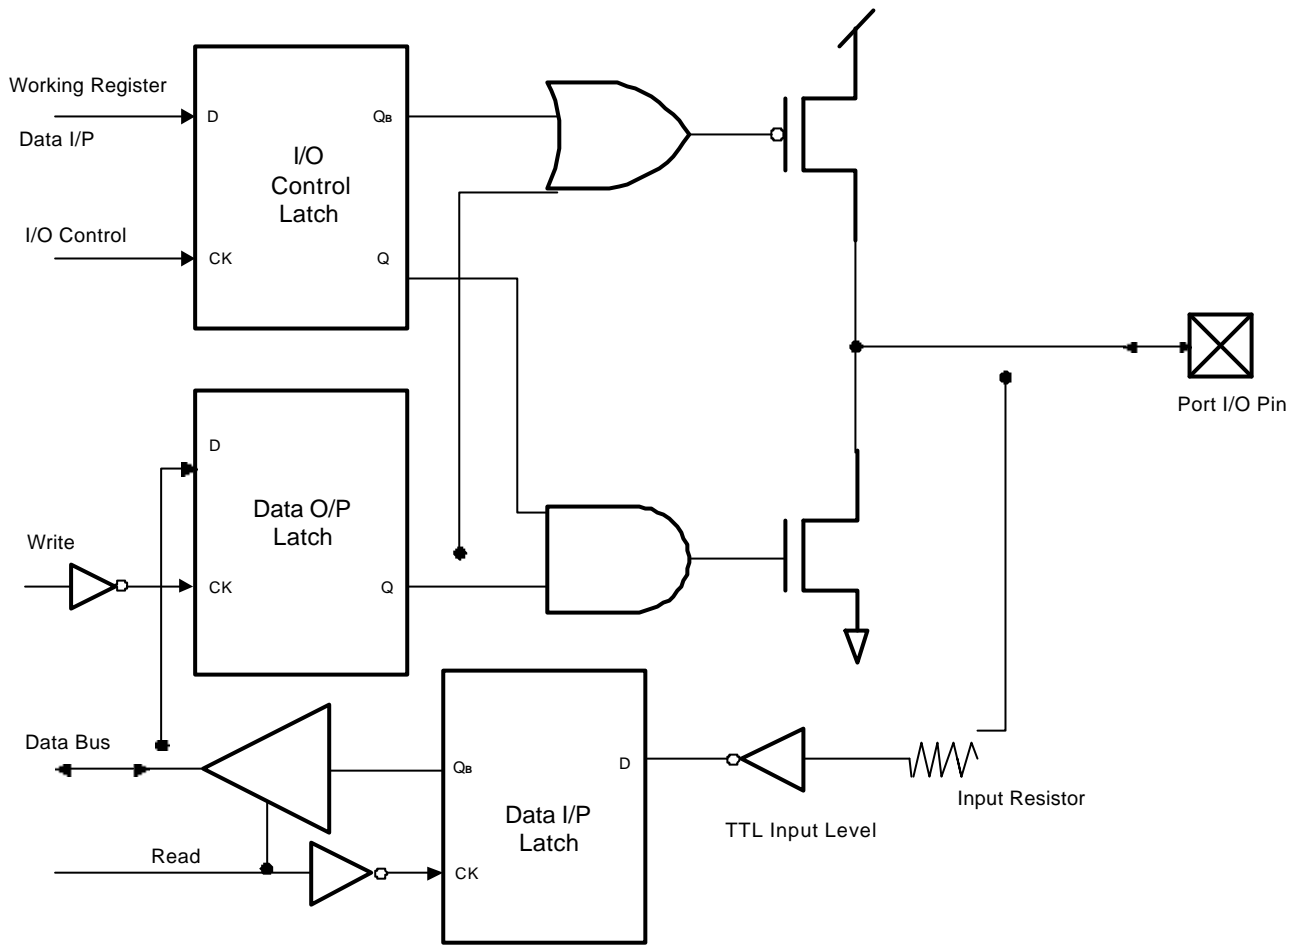 Working Register
D
QB
Data I/P
I/O
Control
Latch
I/O Control
CK
Q
Port I/O Pin
D
Data O/P
Latch
Write
CK
Q
Data Bus
QB
D
Data I/P
Latch
Input Resistor
TTL Input Level
Read
CK